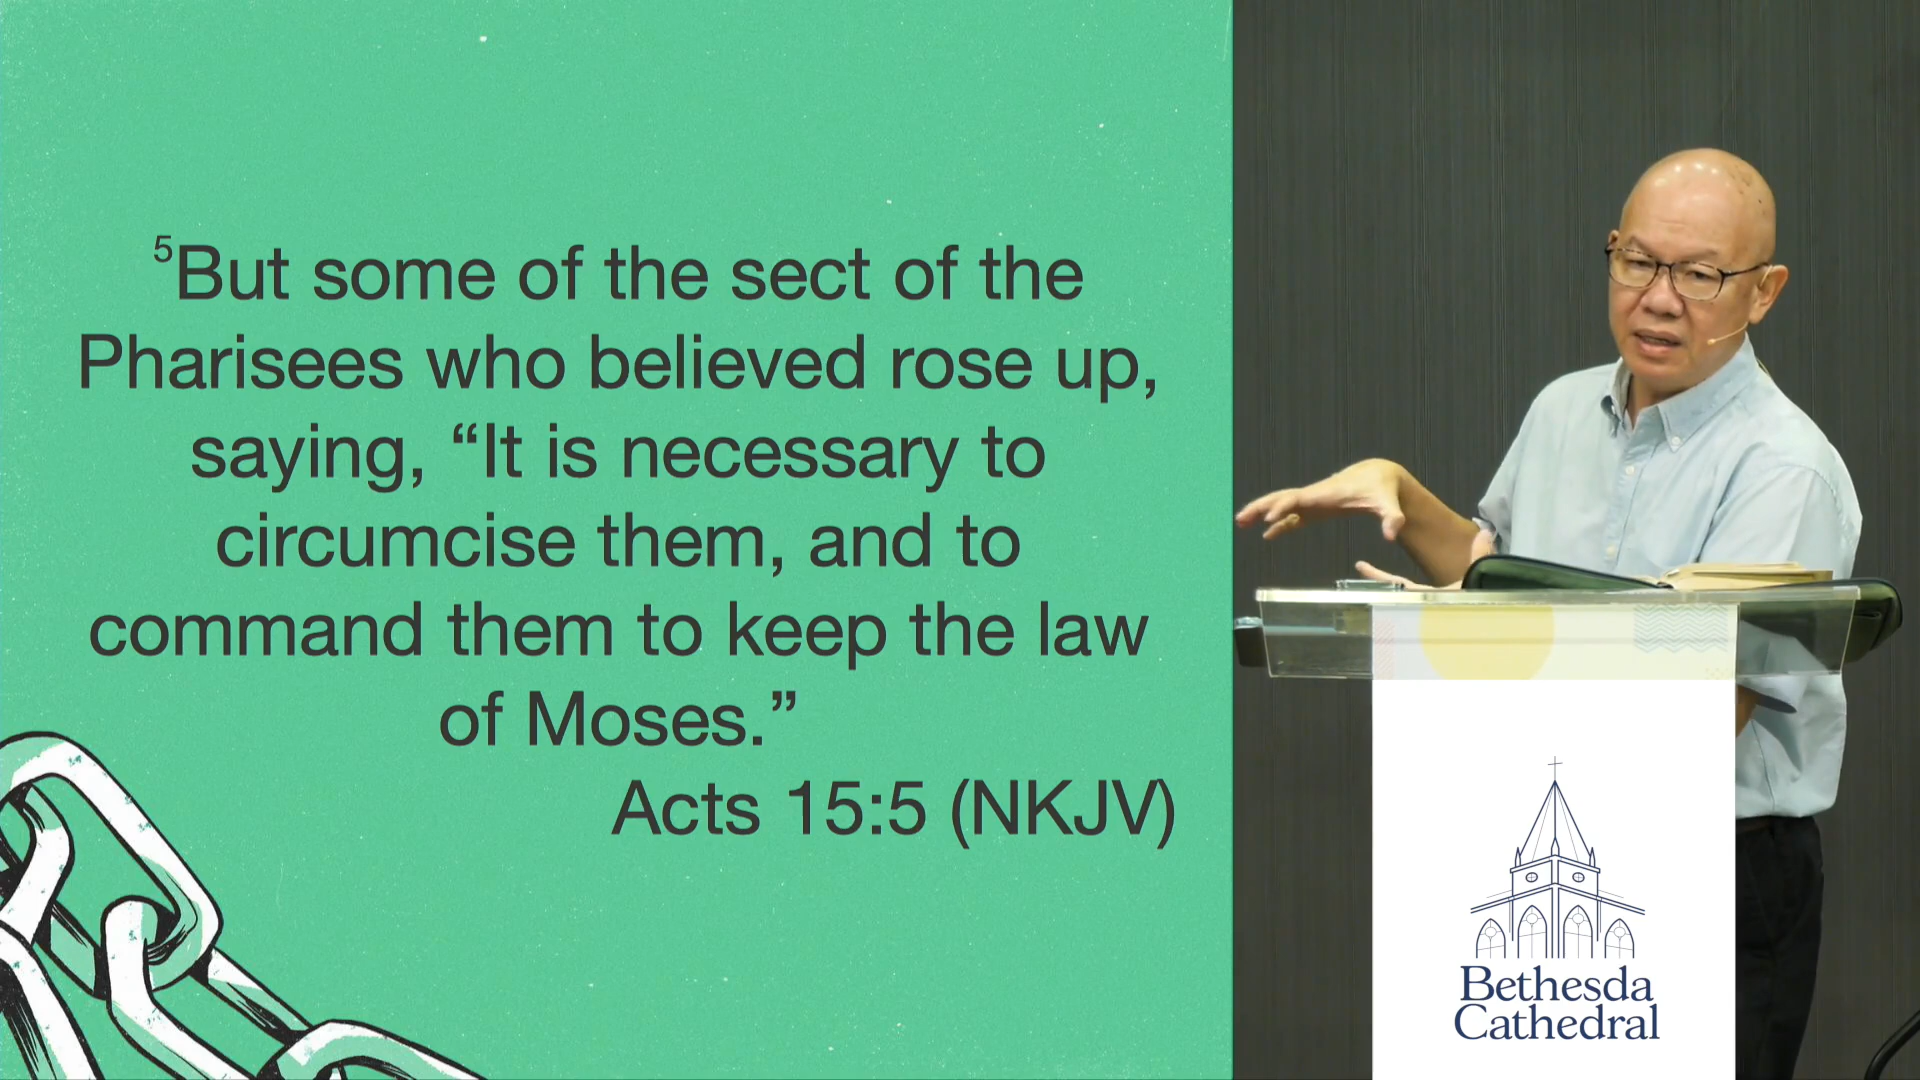 ⁵But some of the sect of the
Pharisees who believed rose up,
saying, “It is necessary to
circumcise them, and to
command them to keep the law
of Moses.”
Acts 15:5 (NKJV)
Bethesda
Cathedral